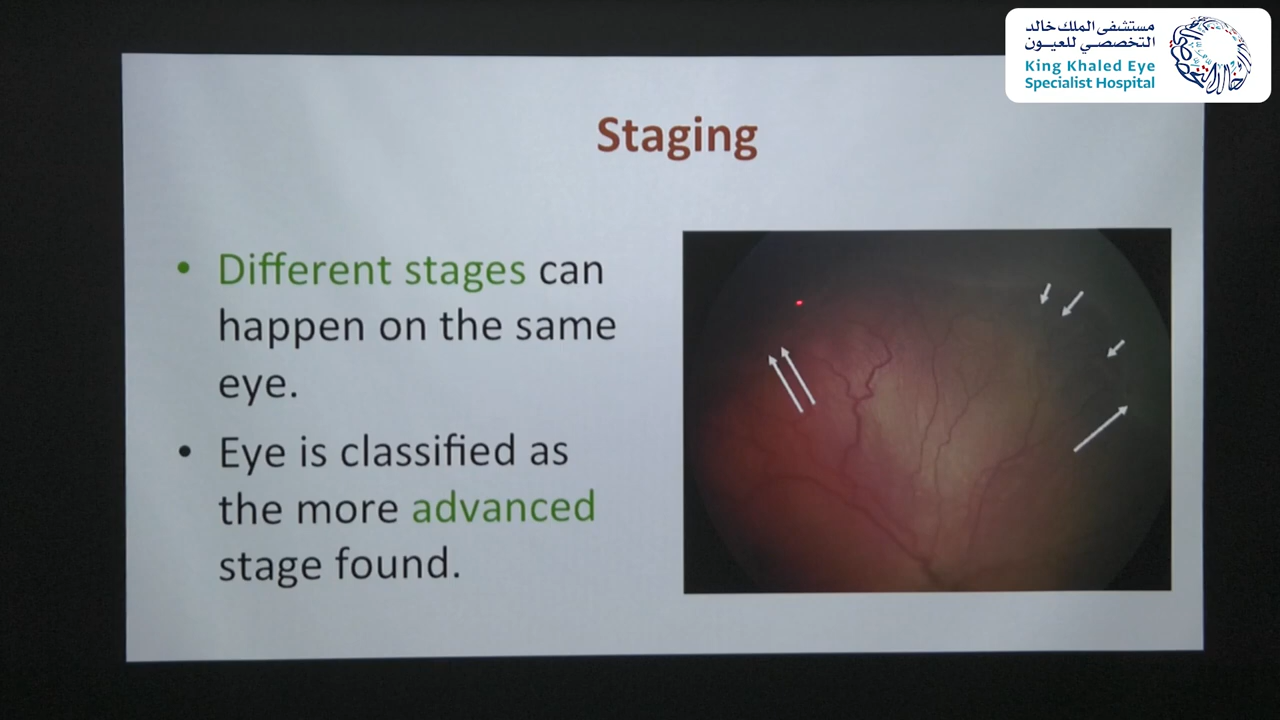 مستشفى الملك خالد
التخصصي للعيون
King Khaled Eye
Specialist Hospital
Staging
• Different stages can
happen on the same
eye.
• Eye is classified as
the more advanced
stage found.